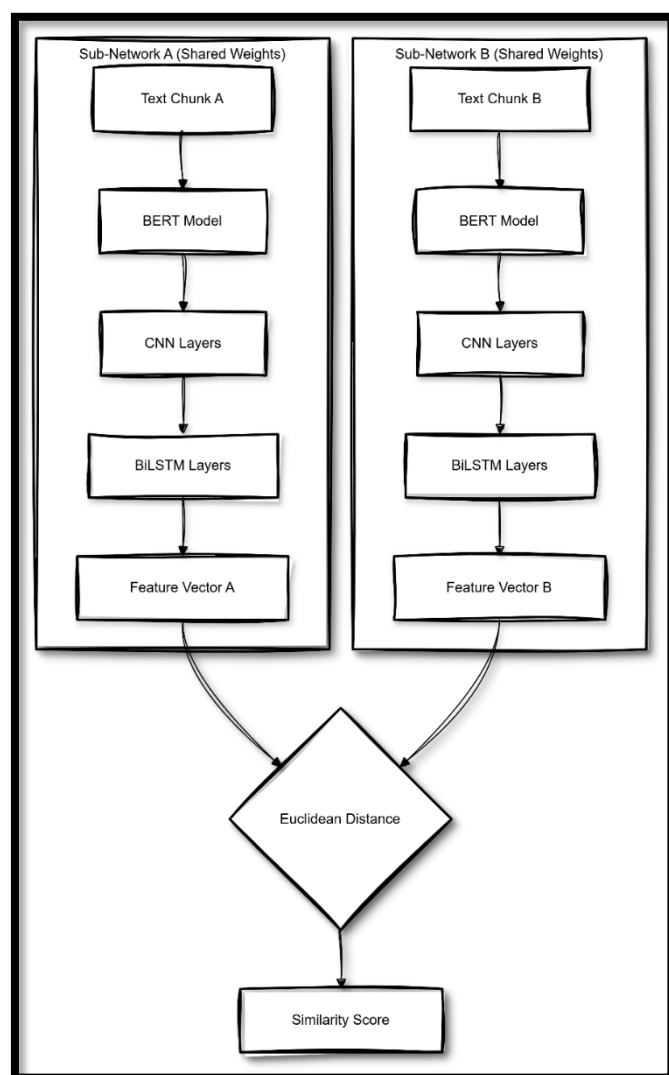 Sub-Network A (Shared Weights)
Text Chunk A
BERT Model
CNN Layers
BiLSTM Layers
Feature Vector A
Sub-Network B (Shared Weights)
Text Chunk B
BERT Model
CNN Layers
BiLSTM Layers
Feature Vector B
Euclidean Distance
Similarity Score